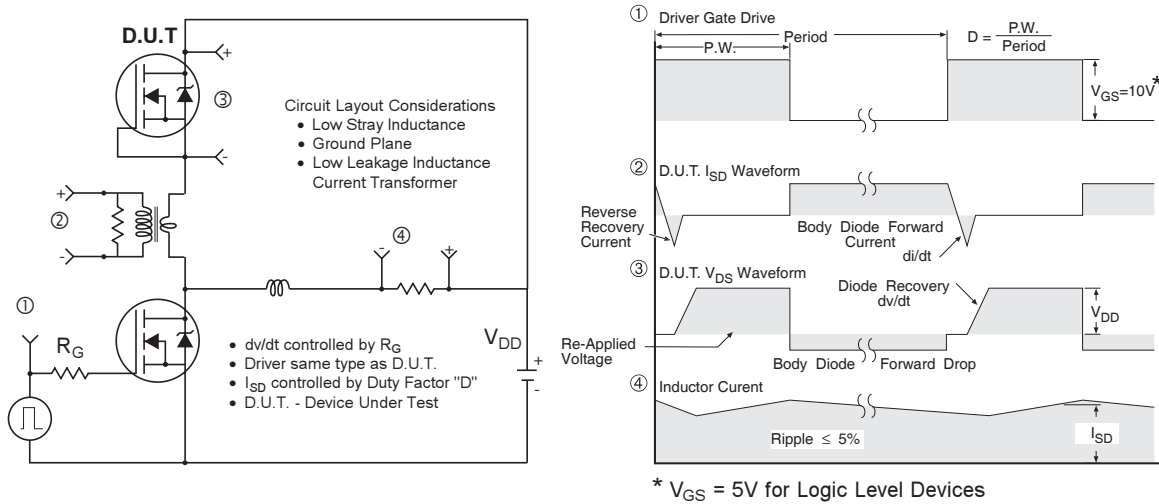 D.U.T
+
③
-
Circuit Layout Considerations
• Low Stray Inductance
• Ground Plane
• Low Leakage Inductance
Current Transformer
+
②
-
④
-
+
①
R_G
• dv/dt controlled by R_G
• Driver same type as D.U.T.
• I_SD controlled by Duty Factor "D"
• D.U.T. - Device Under Test
V_DD
+
-
① Driver Gate Drive
P.W.
Period
D = P.W. / Period
V_GS=10V*
② D.U.T. I_SD Waveform
Reverse
Recovery
Current
Body Diode Forward
Current
di/dt
③ D.U.T. V_DS Waveform
Diode Recovery
dv/dt
V_DD
Re-Applied
Voltage
Body Diode Forward Drop
④ Inductor Curent
Ripple ≤ 5%
I_SD
* V_GS = 5V for Logic Level Devices